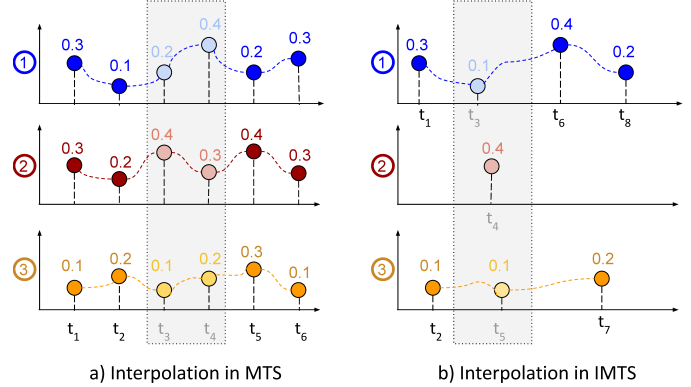 0.3 0.1 0.2 0.4 0.2 0.3
1
0.3 0.1 0.4 0.2
1
t1 t3 t6 t8
0.3 0.2 0.4 0.3 0.4 0.3
2
0.4
2
t4
0.1 0.2 0.1 0.2 0.3 0.1
3
t1 t2 t3 t4 t5 t6
0.1 0.1 0.2
3
t2 t5 t7
a) Interpolation in MTS
b) Interpolation in IMTS